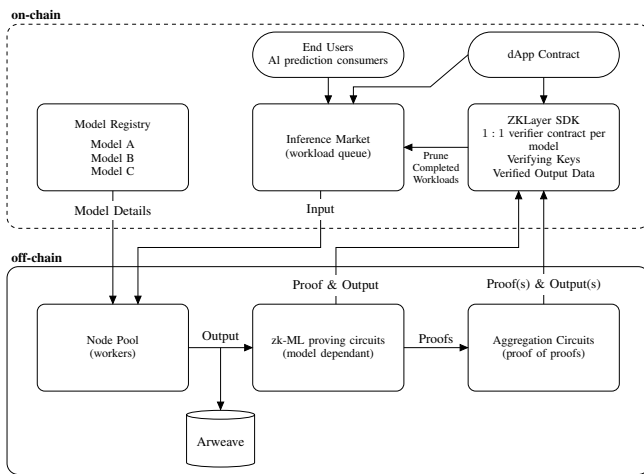 on-chain
End Users
AI prediction consumers
dApp Contract
Model Registry
Model A
Model B
Model C
Inference Market
(workload queue)
Prune
Completed
Workloads
ZKLayer SDK
1 : 1 verifier contract per
model
Verifying Keys
Verified Output Data
Model Details
Input
off-chain
Proof & Output
Proof(s) & Output(s)
Node Pool
(workers)
Output
zk-ML proving circuits
(model dependant)
Proofs
Aggregation Circuits
(proof of proofs)
Arweave